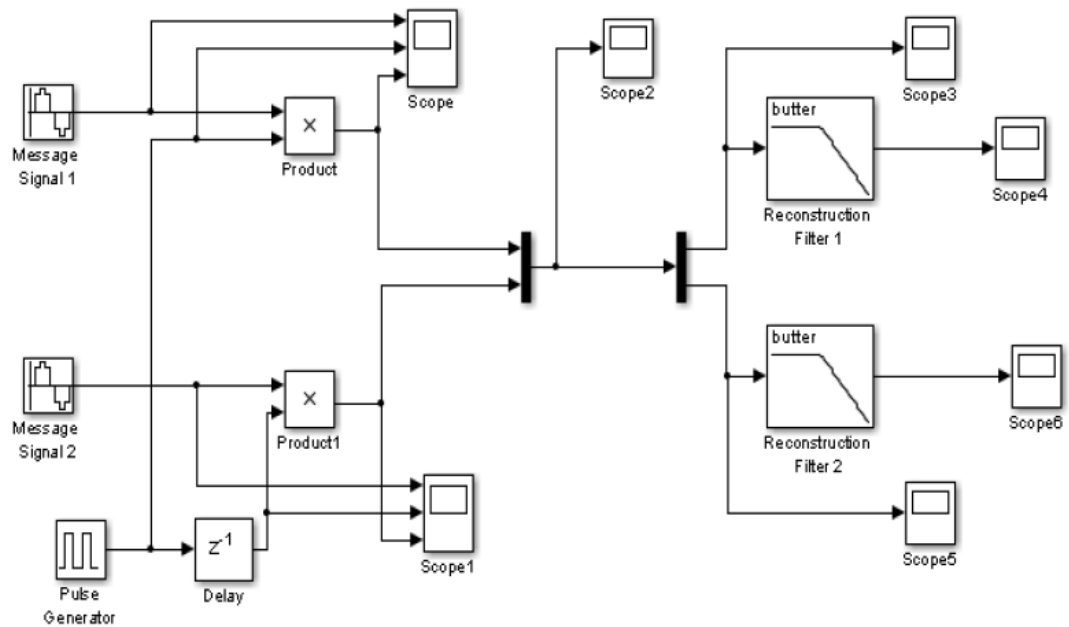 Scope
Scope2
Scope3
Message
Signal 1
×
Product
butter
Reconstruction
Filter 1
Scope4
Message
Signal 2
×
Product1
butter
Reconstruction
Filter 2
Scope6
Scope1
Scope5
Pulse
Generator
Z-1
Delay